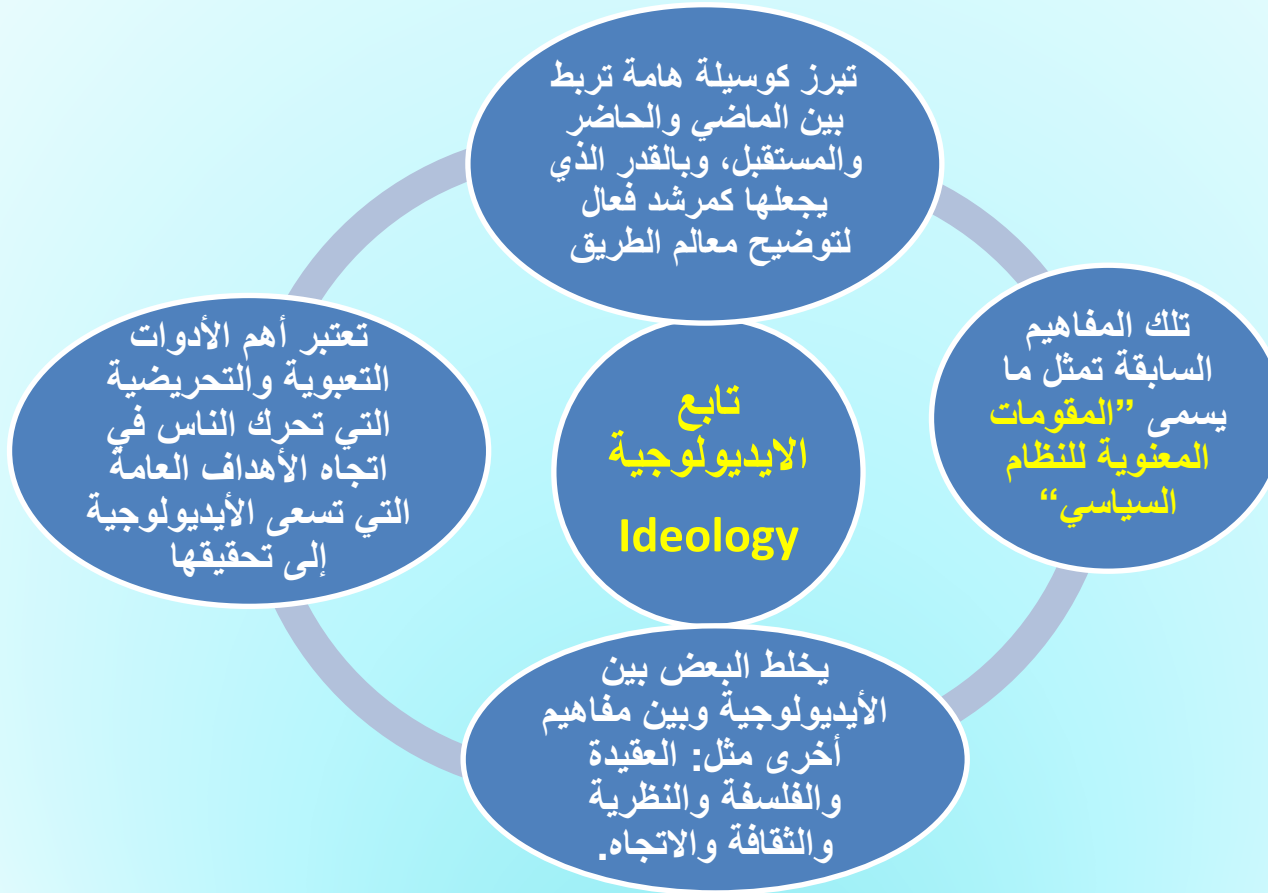 تبرز كوسيلة هامة تربط
بين الماضي والحاضر
والمستقبل، وبالقدر الذي
يجعلها كمرشد فعال
لتوضيح معالم الطريق
تلك المفاهيم
السابقة تمثل ما
يسمى ”المقومات
المعنوية للنظام
السياسي“
يخلط البعض بين
الأيديولوجية وبين مفاهيم
أخرى مثل: العقيدة
والفلسفة والنظرية
والثقافة والاتجاه.
تعتبر أهم الأدوات
التعبوية والتحريضية
التي تحرك الناس في
اتجاه الأهداف العامة
التي تسعى الأيديولوجية
إلى تحقيقها
تابع
الايديولوجية
Ideology